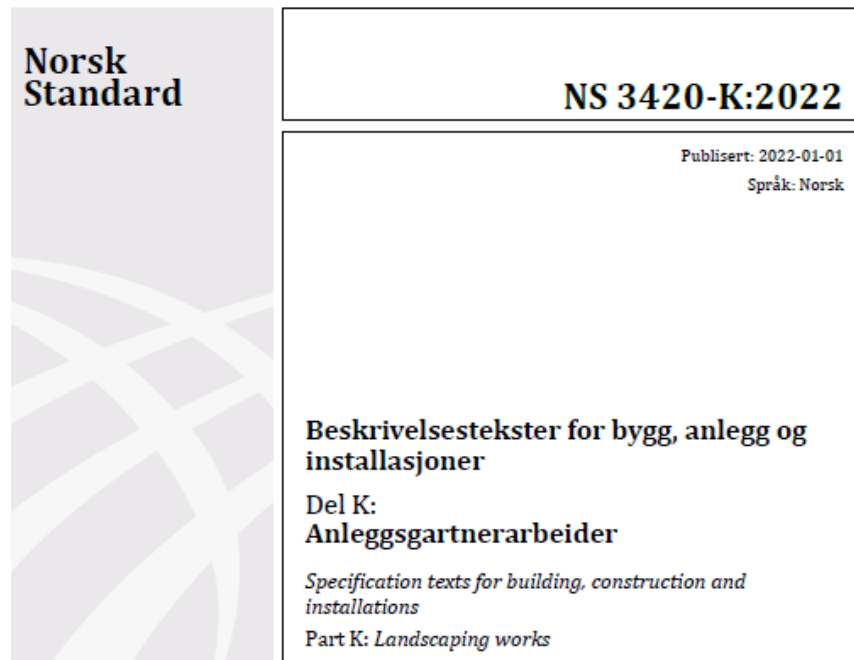 Norsk
Standard
NS 3420-K:2022
Publisert: 2022-01-01
Språk: Norsk
Beskrivelsestekster for bygg, anlegg og
installasjoner
Del K:
Anleggsgartnerarbeider
Specification texts for building, construction and
installations
Part K: Landscaping works